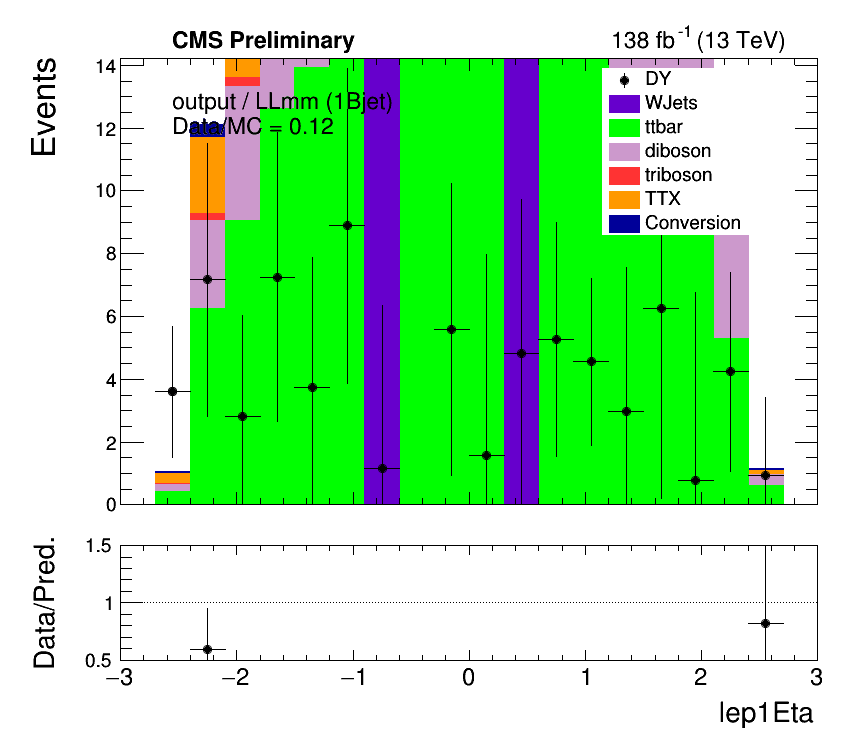 CMS Preliminary
138 fb⁻¹ (13 TeV)
Events
14
12
10
8
6
4
2
0
output / LLmm (1Bjet)
Data/MC = 0.12
DY
WJets
ttbar
diboson
triboson
TTX
Conversion
Data/Pred.
1.5
1
0.5
−3 −2 −1 0 1 2 3
lep1Eta